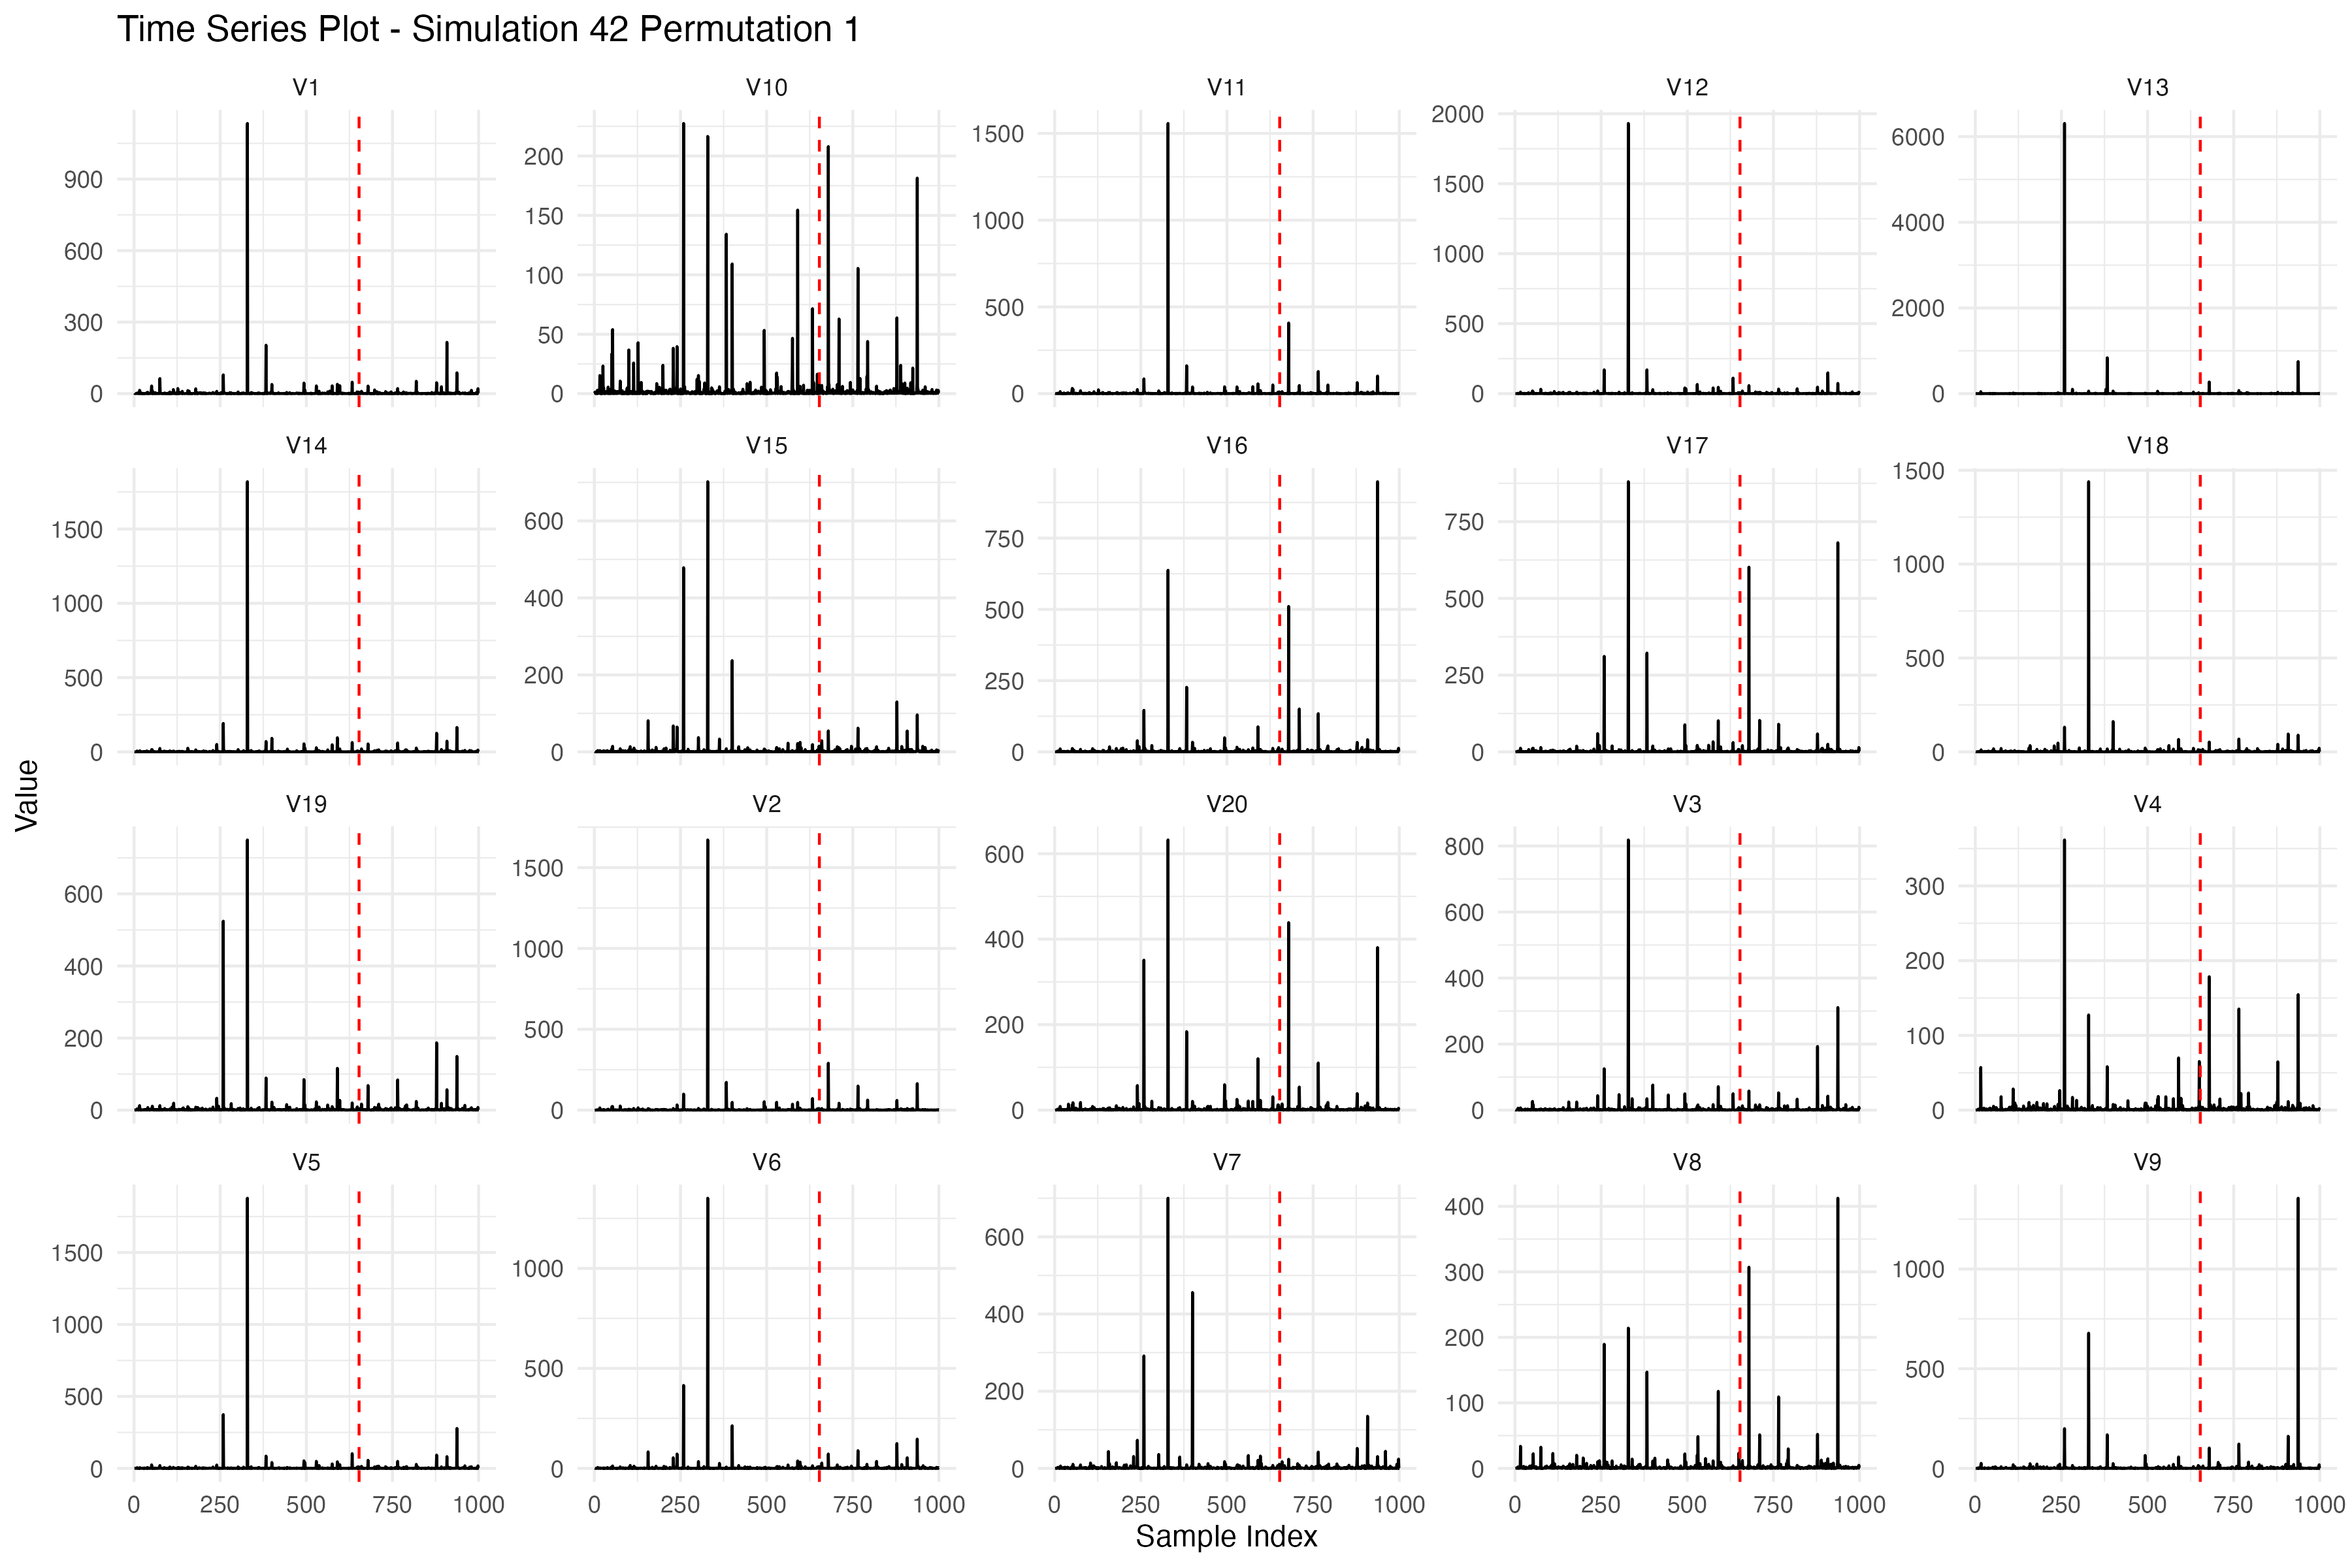 Time Series Plot - Simulation 42 Permutation 1
V1
V10
V11
V12
V13
900
600
300
0
200
150
100
50
0
1500
1000
500
0
2000
1500
1000
500
0
6000
4000
2000
0
V14
V15
V16
V17
V18
1500
1000
500
0
600
400
200
0
750
500
250
0
750
500
250
0
1500
1000
500
0
Value
V19
V2
V20
V3
V4
600
400
200
0
1500
1000
500
0
600
400
200
0
800
600
400
200
0
300
200
100
0
V5
V6
V7
V8
V9
1500
1000
500
0
1000
500
0
600
400
200
0
400
300
200
100
0
1000
500
0
0 250 500 750 1000
0 250 500 750 1000
0 250 500 750 1000
0 250 500 750 1000
0 250 500 750 1000
Sample Index